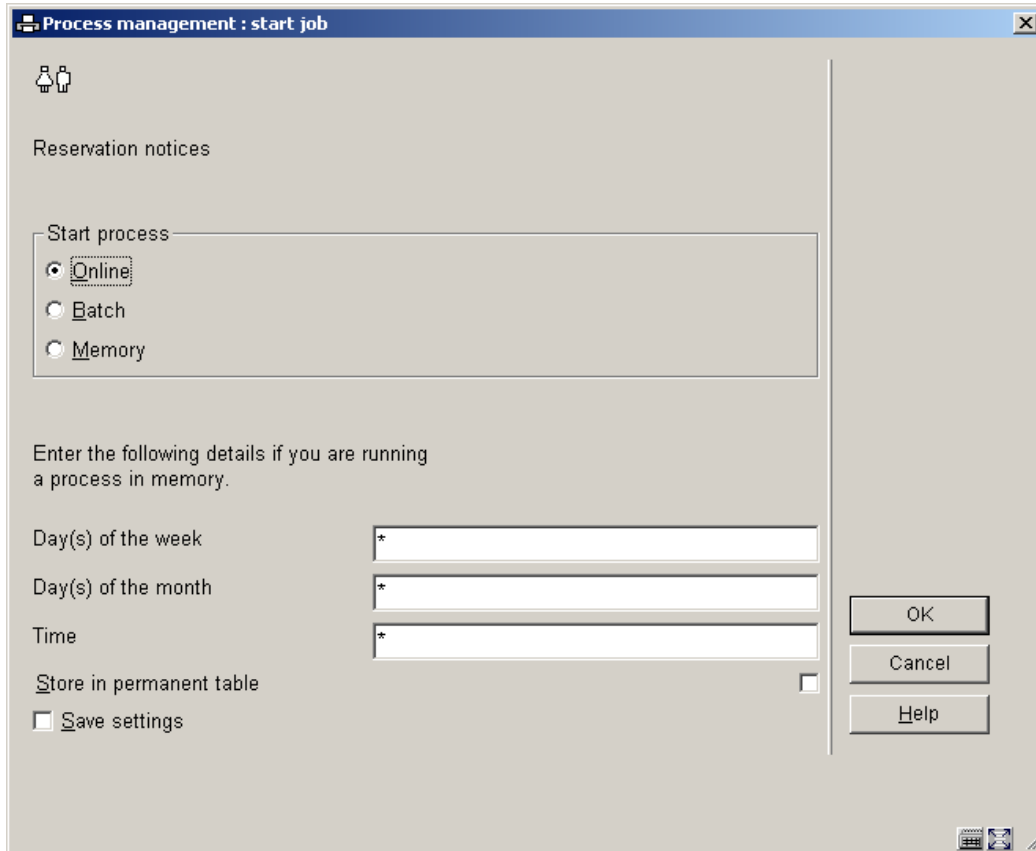 Process management : start job
Reservation notices
Start process
Online
Batch
Memory
Enter the following details if you are running
a process in memory.
Day(s) of the week
*
Day(s) of the month
*
Time
*
Store in permanent table
Save settings
OK
Cancel
Help